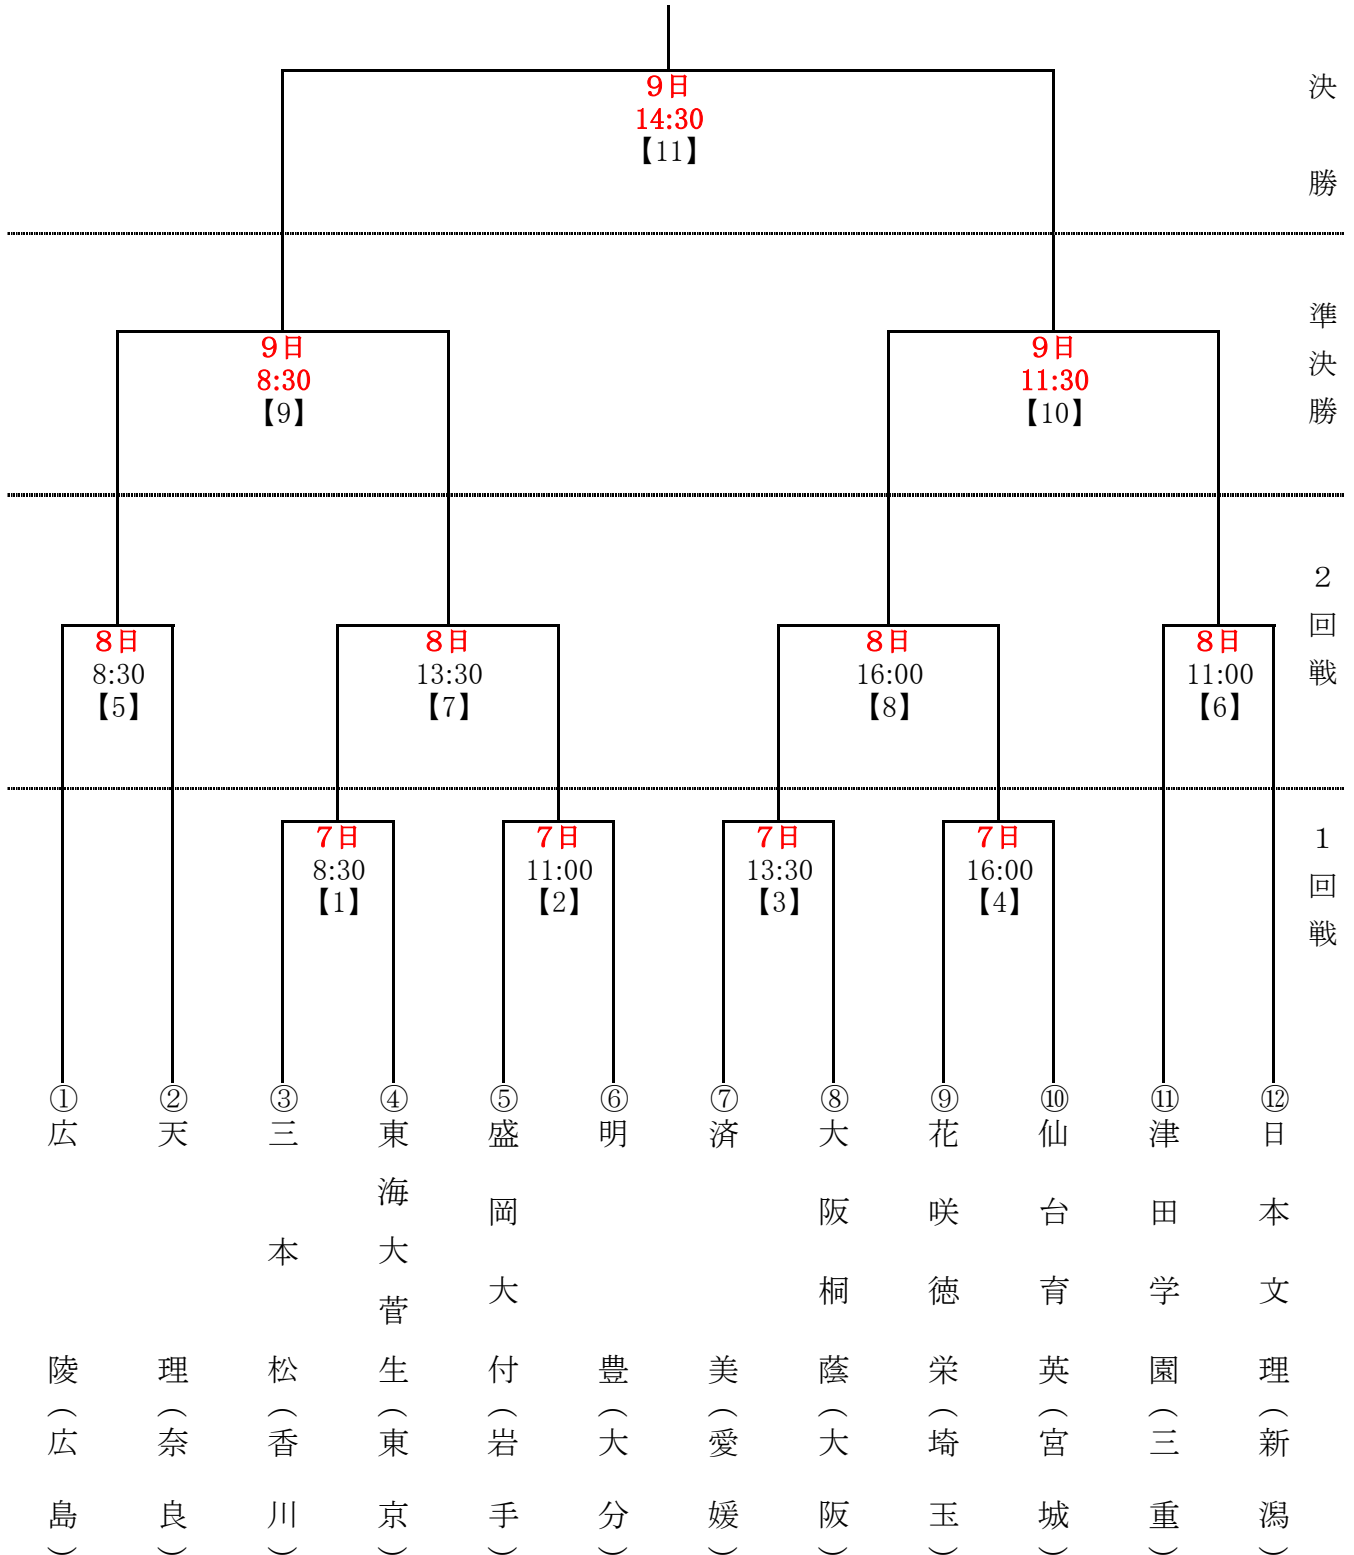 9日
14:30
【11】
決勝
9日
8:30
【9】
9日
11:30
【10】
準決勝
8日
8:30
【5】
8日
13:30
【7】
8日
16:00
【8】
8日
11:00
【6】
２回戦
7日
8:30
【1】
7日
11:00
【2】
7日
13:30
【3】
7日
16:00
【4】
１回戦
①広陵（広島）
②天理（奈良）
③三本松（香川）
④東海大菅生（東京）
⑤盛岡大付（岩手）
⑥明豊（大分）
⑦済美（愛媛）
⑧大阪桐蔭（大阪）
⑨花咲徳栄（埼玉）
⑩仙台育英（宮城）
⑪津田学園（三重）
⑫日本文理（新潟）